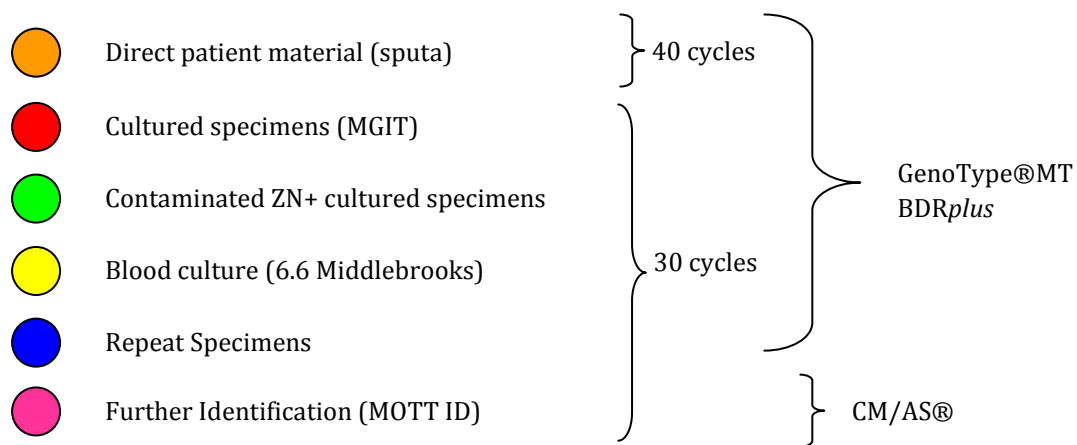 Direct patient material (sputa)
40 cycles
Cultured specimens (MGIT)
Contaminated ZN+ cultured specimens
GenoType®MT
BDRplus
Blood culture (6.6 Middlebrooks)
30 cycles
Repeat Specimens
Further Identification (MOTT ID)
CM/AS®